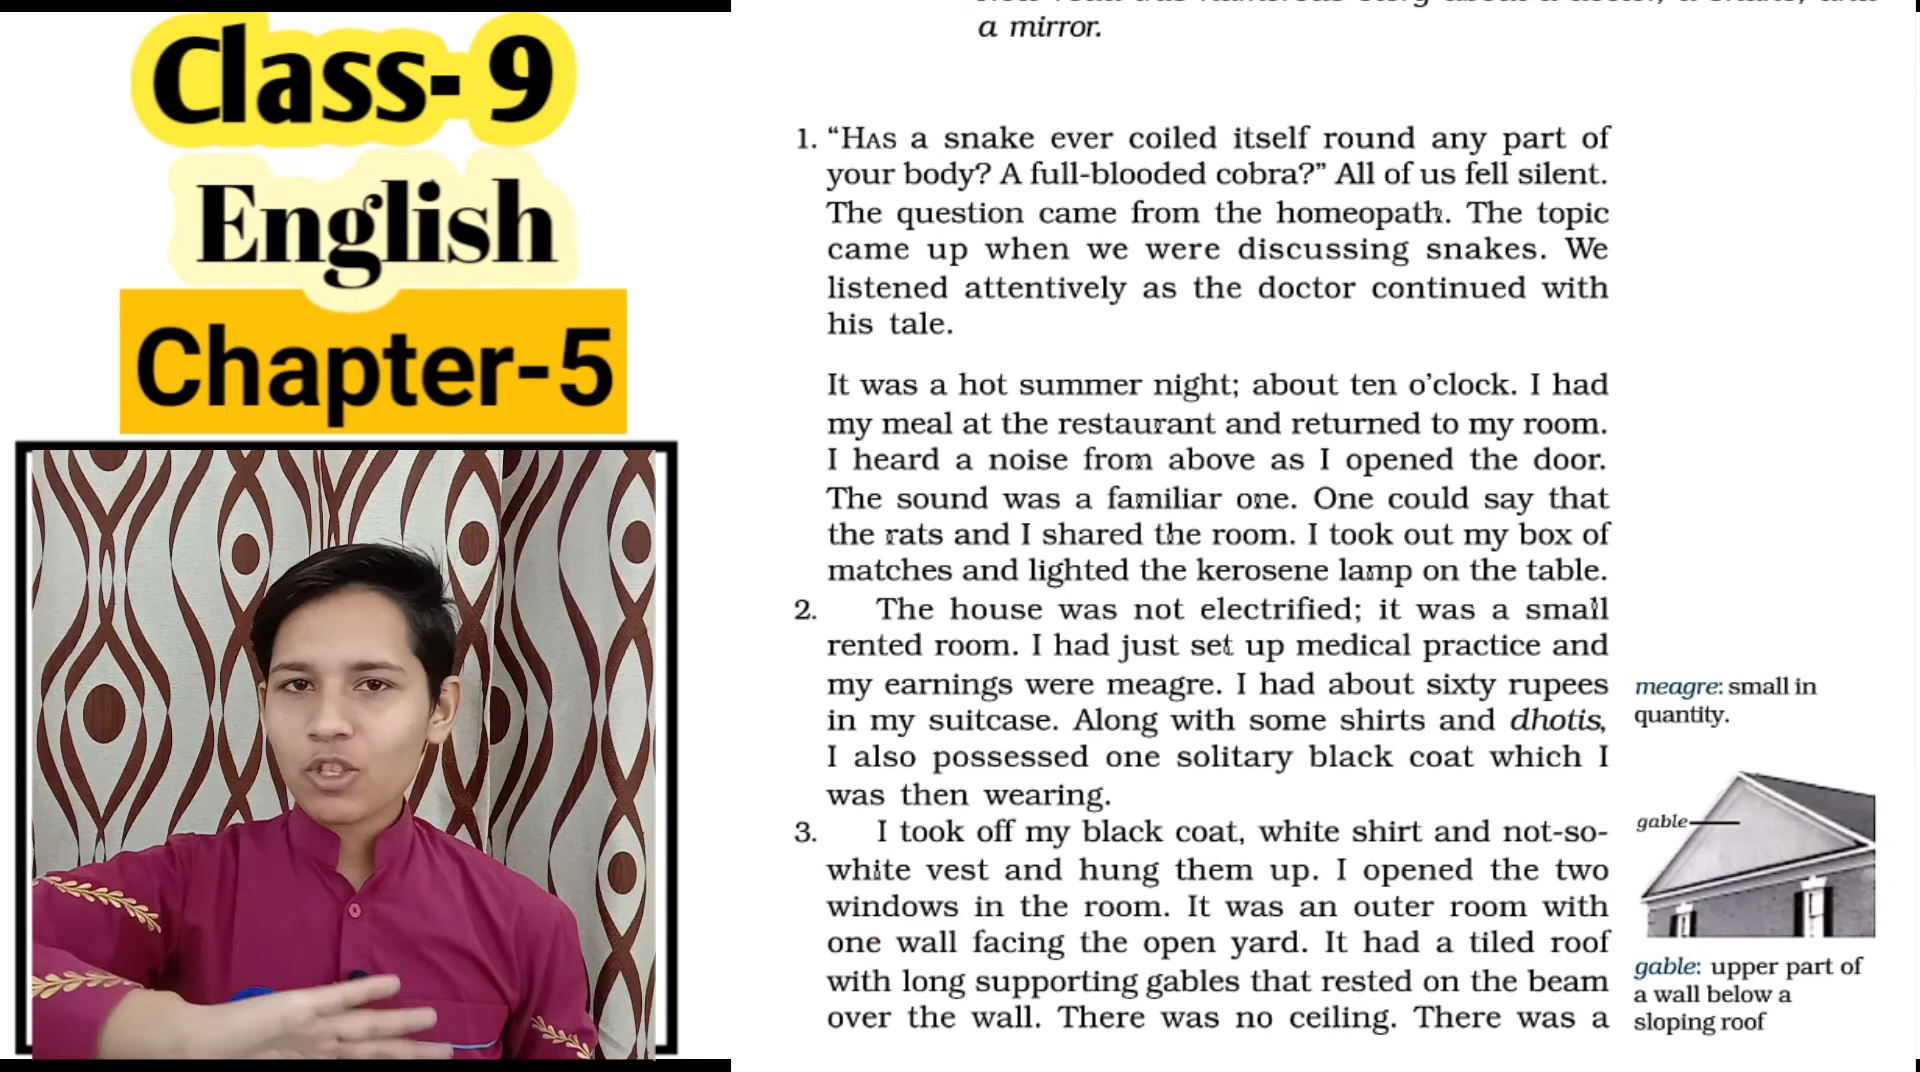 Class- 9
English
Chapter-5
a mirror.
1. “HAS a snake ever coiled itself round any part of
your body? A full-blooded cobra?” All of us fell silent.
The question came from the homeopath. The topic
came up when we were discussing snakes. We
listened attentively as the doctor continued with
his tale.
It was a hot summer night; about ten o’clock. I had
my meal at the restaurant and returned to my room.
I heard a noise from above as I opened the door.
The sound was a familiar one. One could say that
the rats and I shared the room. I took out my box of
matches and lighted the kerosene lamp on the table.
2. The house was not electrified; it was a small
rented room. I had just set up medical practice and
my earnings were meagre. I had about sixty rupees
in my suitcase. Along with some shirts and dhotis,
I also possessed one solitary black coat which I
was then wearing.
3. I took off my black coat, white shirt and not-so-
white vest and hung them up. I opened the two
windows in the room. It was an outer room with
one wall facing the open yard. It had a tiled roof
with long supporting gables that rested on the beam
over the wall. There was no ceiling. There was a
meagre: small in
quantity.
gable
gable: upper part of
a wall below a
sloping roof